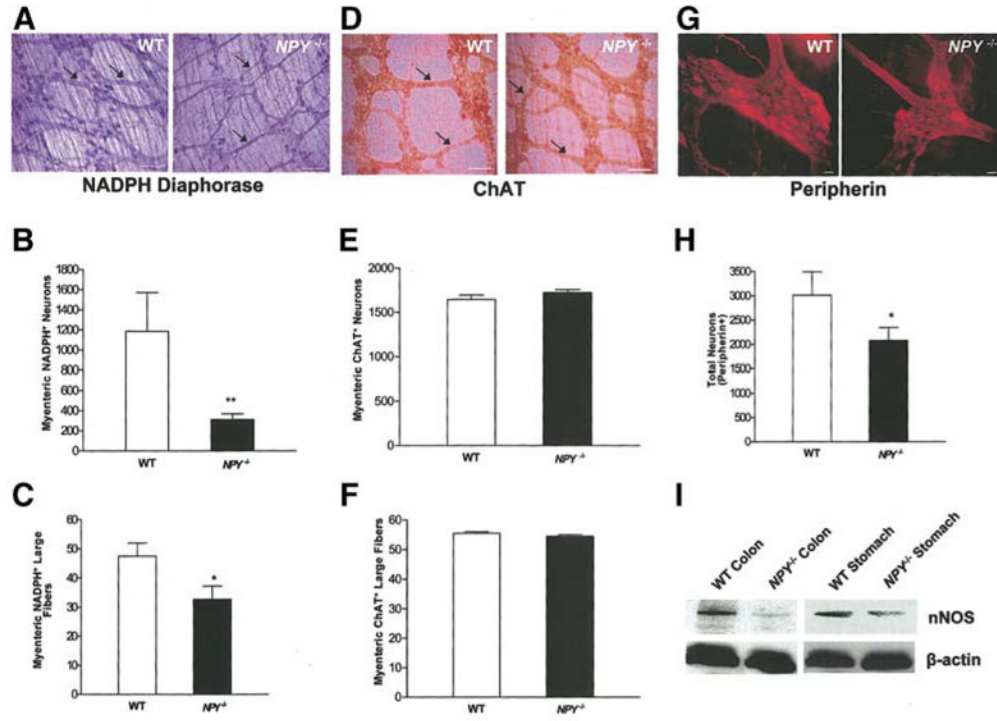 A
WT
NPY -/-
NADPH Diaphorase
D
WT
NPY -/-
ChAT
G
WT
NPY -/-
Peripherin
B
Myenteric NADPH+ Neurons
1800
1600
1400
1200
1000
800
600
400
200
0
**
WT
NPY-/-
E
Myenteric ChAT+ Neurons
2000
1500
1000
500
0
WT
NPY-/-
H
Total Neurons
(Peripherin+)
3500
3000
2500
2000
1500
1000
500
0
*
WT
NPY-/-
C
Myenteric NADPH+ Large
Fibers
60
50
40
30
20
10
0
*
WT
NPY-/-
F
Myenteric ChAT+ Large Fibers
60
50
40
30
20
10
0
WT
NPY-/-
I
WT Colon
NPY-/- Colon
WT Stomach
NPY-/- Stomach
nNOS
β-actin